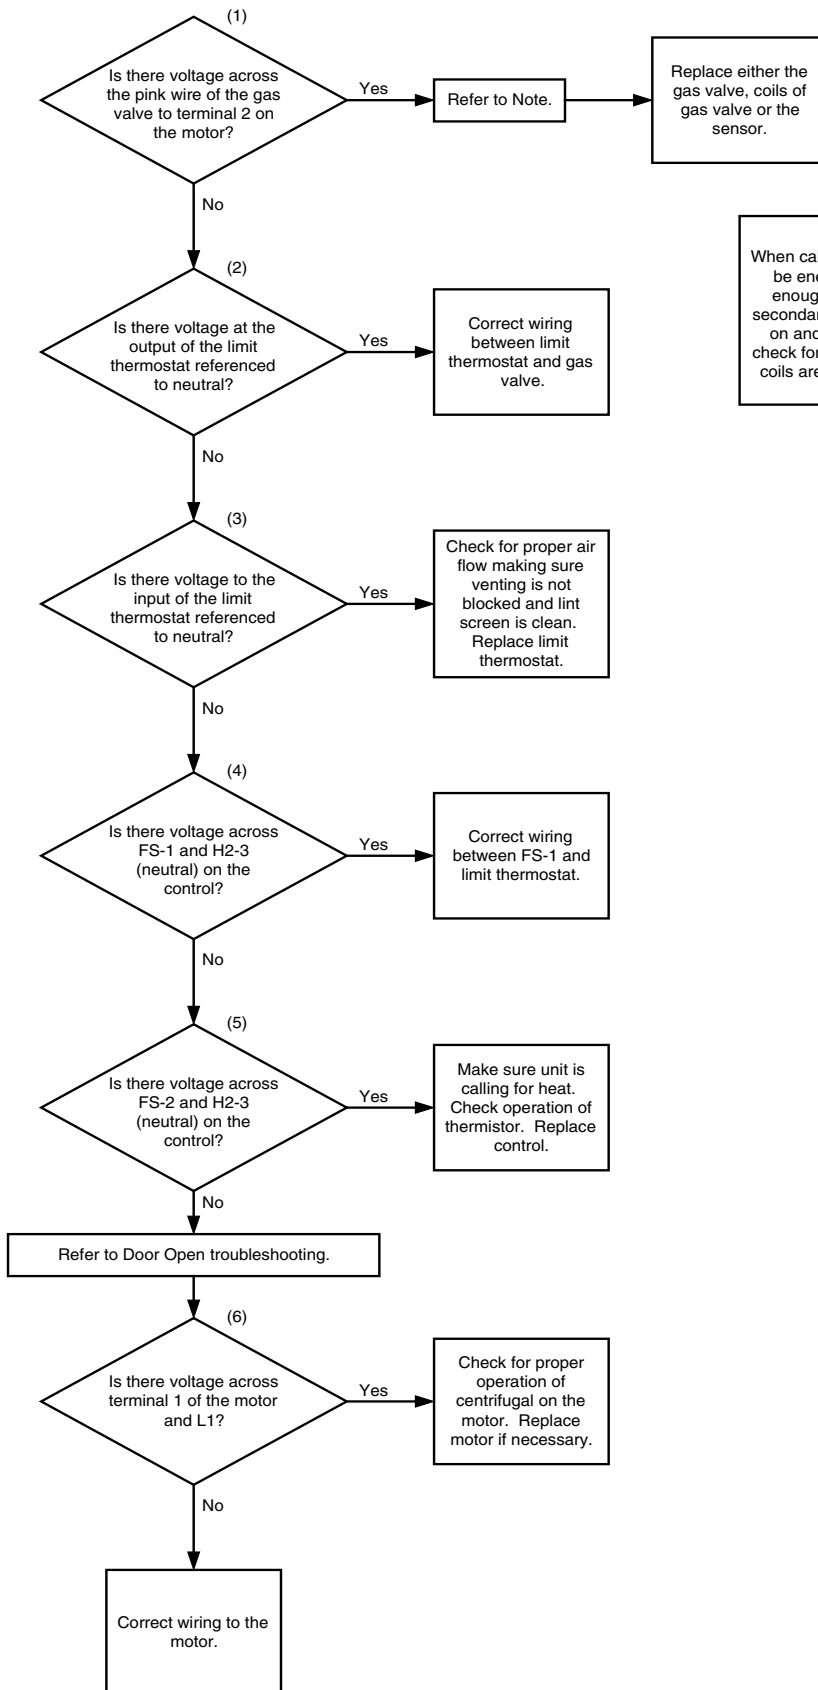 (1)
Is there voltage across
the pink wire of the gas
valve to terminal 2 on
the motor?
Yes
Refer to Note.
Replace either the
gas valve, coils of
gas valve or the
sensor.
No
(2)
Is there voltage at the
output of the limit
thermostat referenced
to neutral?
Yes
Correct wiring
between limit
thermostat and gas
valve.
When
be
secondar
on and
check for
coils are
No
(3)
Is there voltage to the
input of the limit
thermostat referenced
to neutral?
Yes
Check for proper air
flow making sure
venting is not
blocked and lint
screen is clean.
Replace limit
thermostat.
No
(4)
Is there voltage across
FS-1 and H2-3
(neutral) on the
control?
Yes
Correct wiring
between FS-1 and
limit thermostat.
No
(5)
Is there voltage across
FS-2 and H2-3
(neutral) on the
control?
Yes
Make sure unit is
calling for heat.
Check operation of
thermistor.  Replace
control.
No
Refer to Door Open troubleshooting.
(6)
Is there voltage across
terminal 1 of the motor
and L1?
Yes
Check for proper
operation of
centrifugal on the
motor.  Replace
motor if necessary.
No
Correct wiring to the
motor.